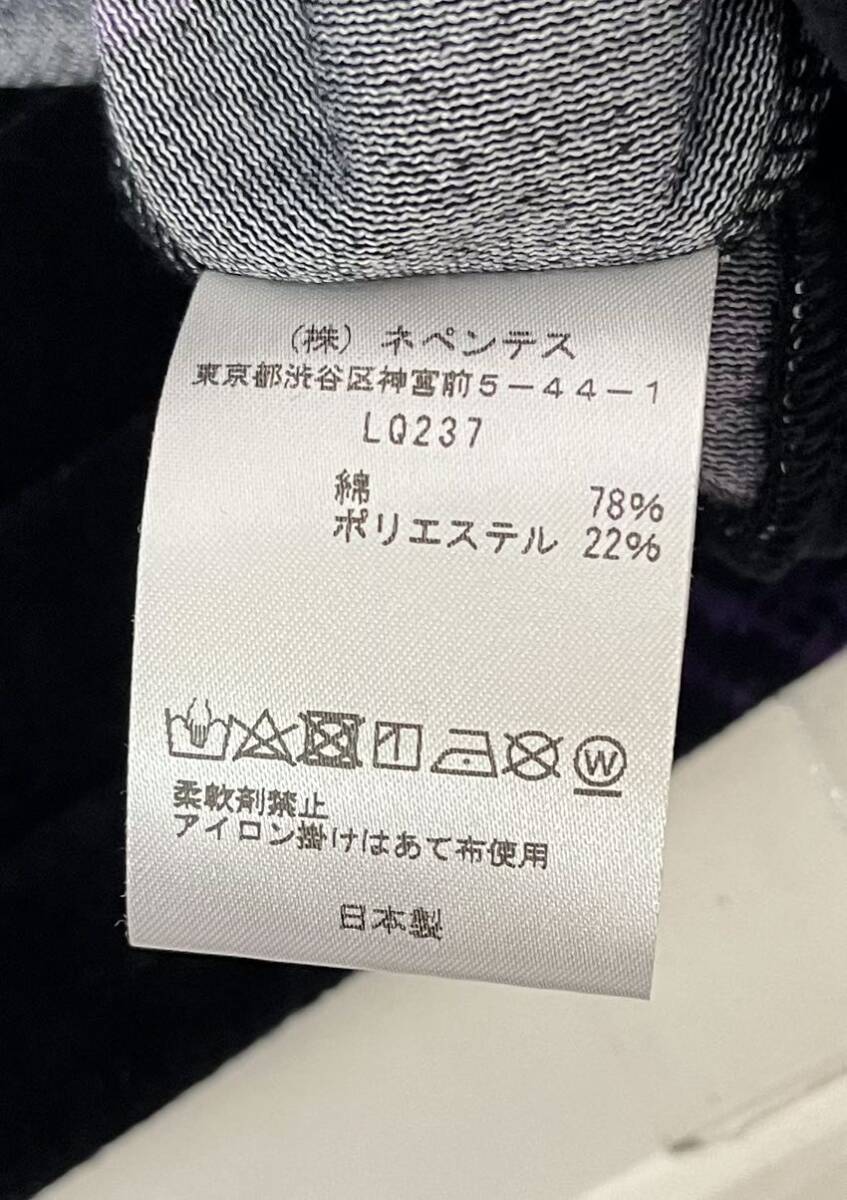 （株）ネペンテス
東京都渋谷区神宮前５－４４－１
LQ237
綿 78%
ポリエステル 22%
W
柔軟剤禁止
アイロン掛けはあて布使用
日本製